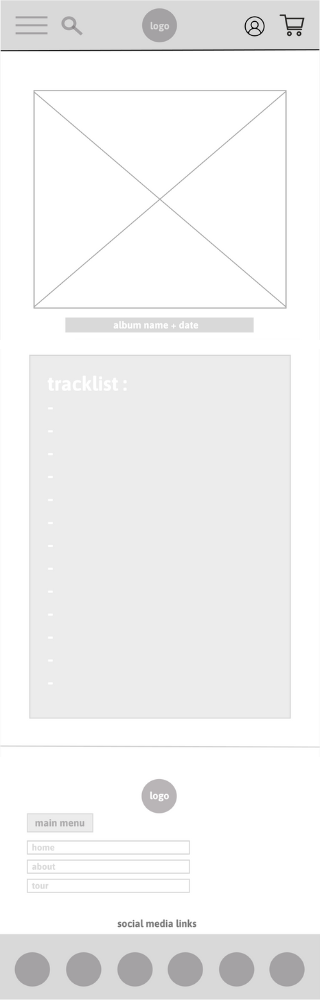 logo
album name + date
tracklist :
-
-
-
-
-
-
-
-
-
-
-
-
-
logo
main menu
home
about
tour
social media links